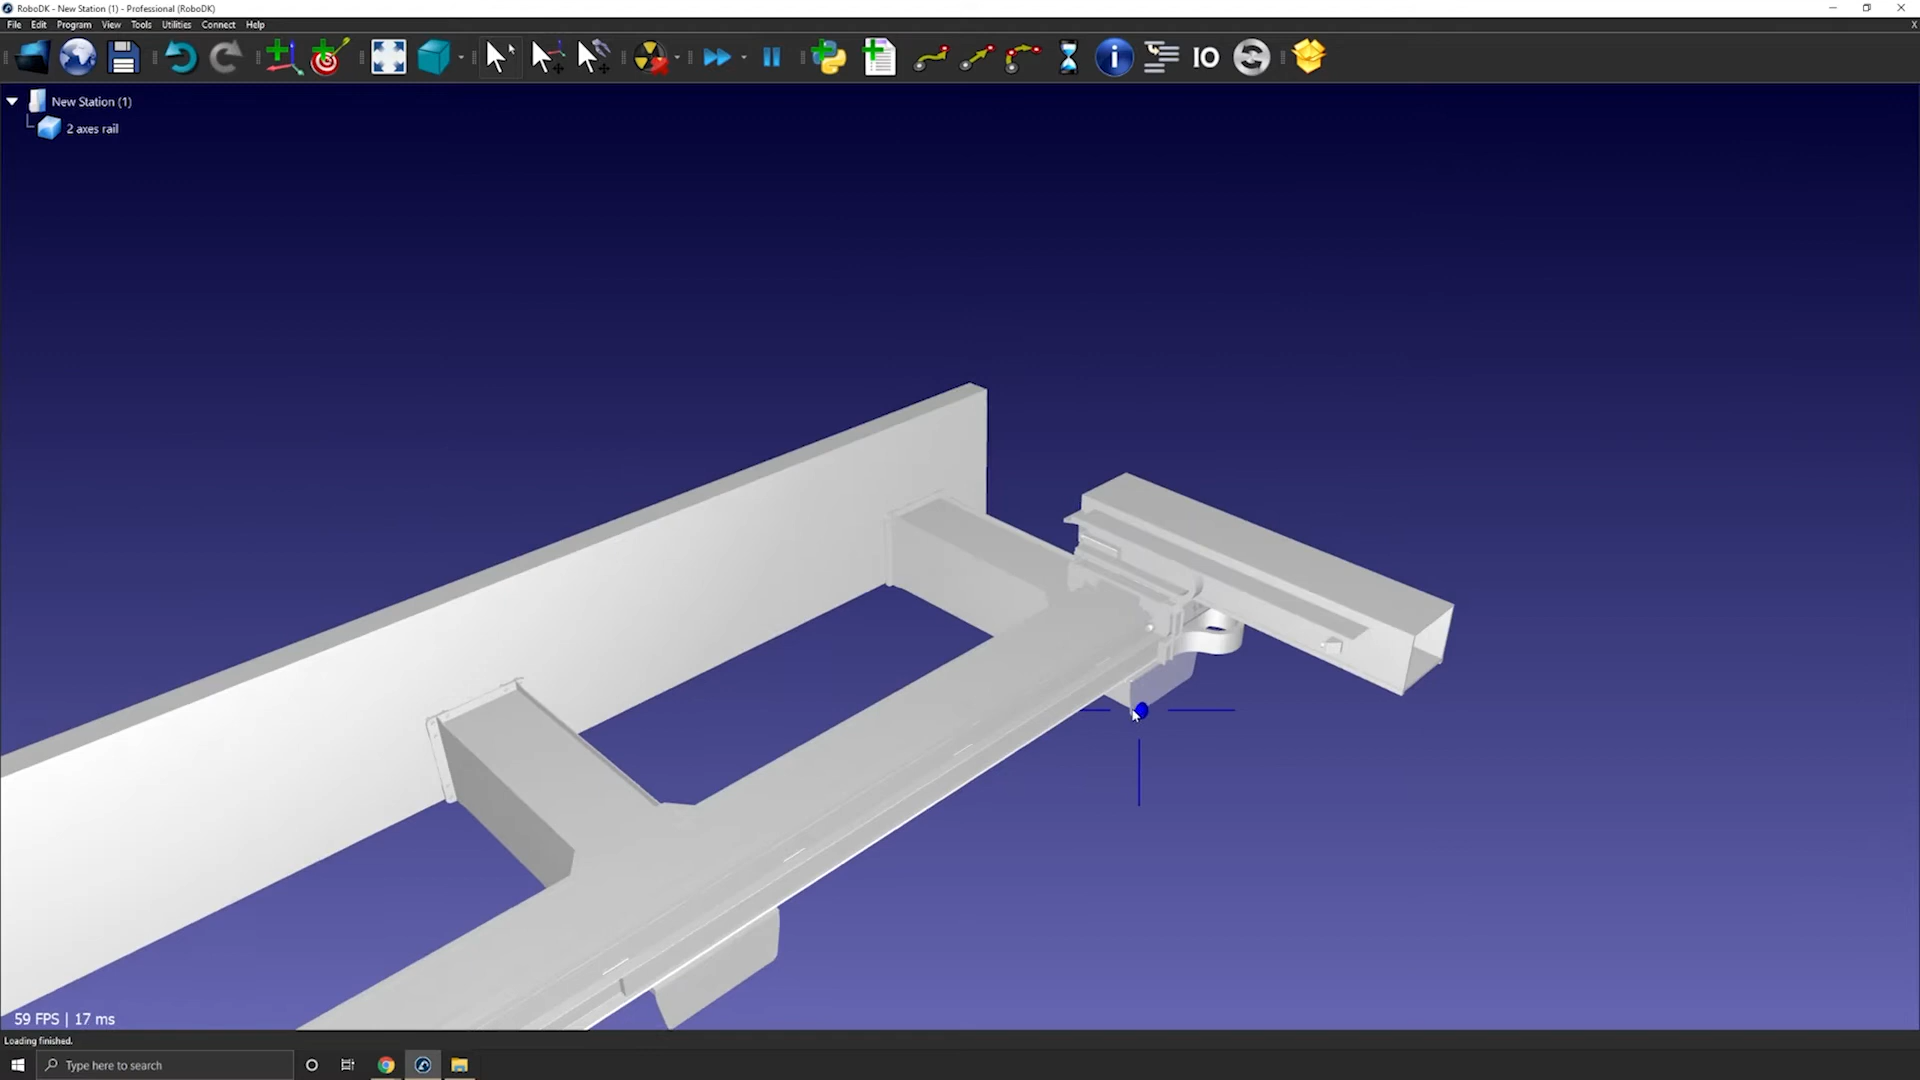 RoboDK - New Station (1) - Professional (RoboDK)
File Edit Program View Tools Utilities Connect Help
IO
New Station (1)
2 axes rail
59 FPS | 17 ms
Loading finished.
Type here to search